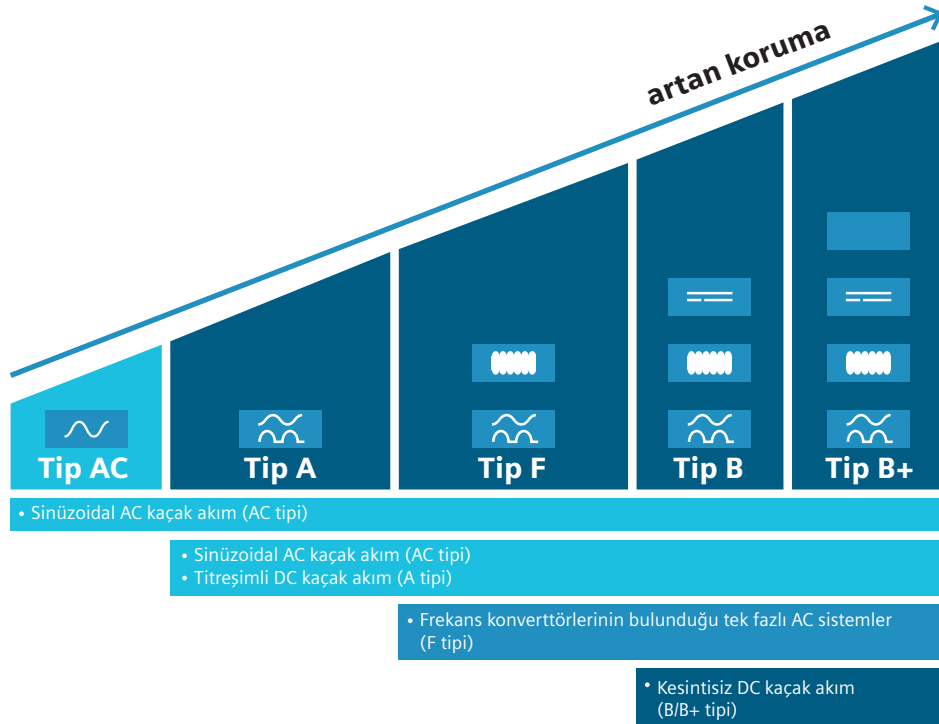 artan koruma
Tip AC
Tip A
Tip F
Tip B
Tip B+
• Sinüzoidal AC kaçak akım (AC tipi)
• Sinüzoidal AC kaçak akım (AC tipi)
• Titreşimli DC kaçak akım (A tipi)
• Frekans konverttörlerinin bulunduğu tek fazlı AC sistemler
(F tipi)
• Kesintisiz DC kaçak akım
(B/B+ tipi)